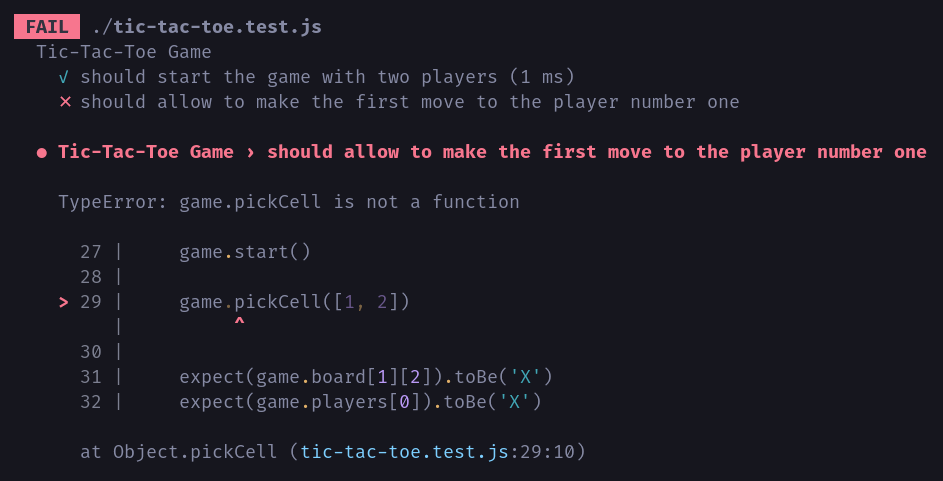 FAIL ./tic-tac-toe.test.js
Tic-Tac-Toe Game
√ should start the game with two players (1 ms)
✕ should allow to make the first move to the player number one
● Tic-Tac-Toe Game › should allow to make the first move to the player number one
TypeError: game.pickCell is not a function
27 |     game.start()
28 |
> 29 |     game.pickCell([1, 2])
|          ^
30 |
31 |     expect(game.board[1][2]).toBe('X')
32 |     expect(game.players[0]).toBe('X')
at Object.pickCell (tic-tac-toe.test.js:29:10)